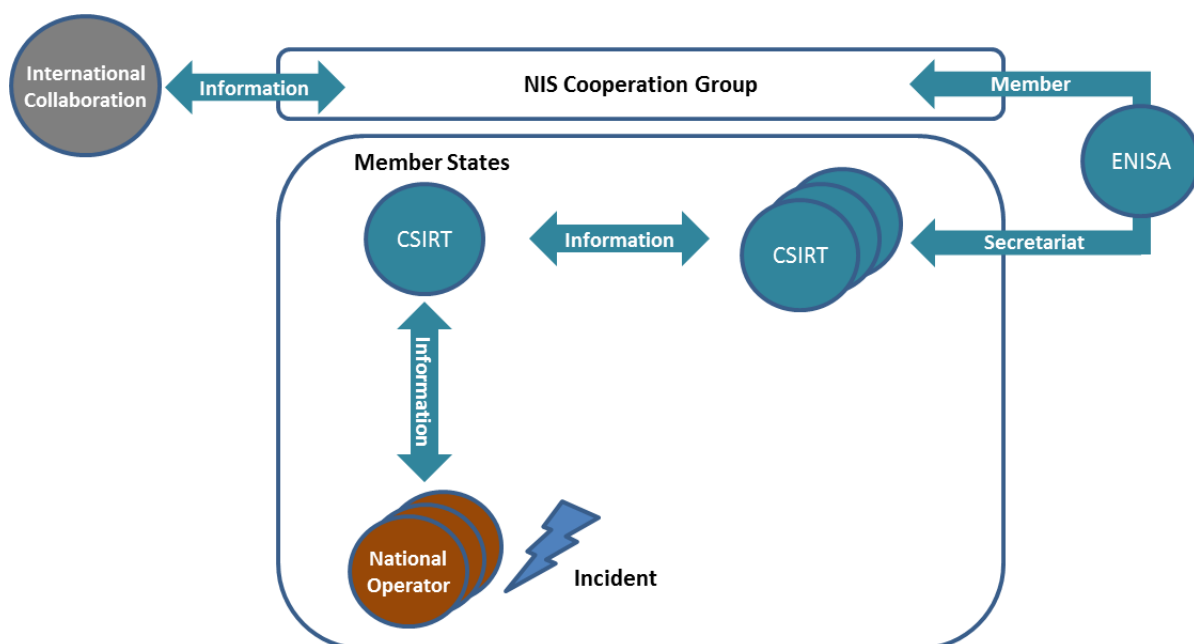 International
Collaboration
Information
NIS Cooperation Group
Member
ENISA
Member States
CSIRT
Information
CSIRT
Secretariat
Information
National
Operator
Incident